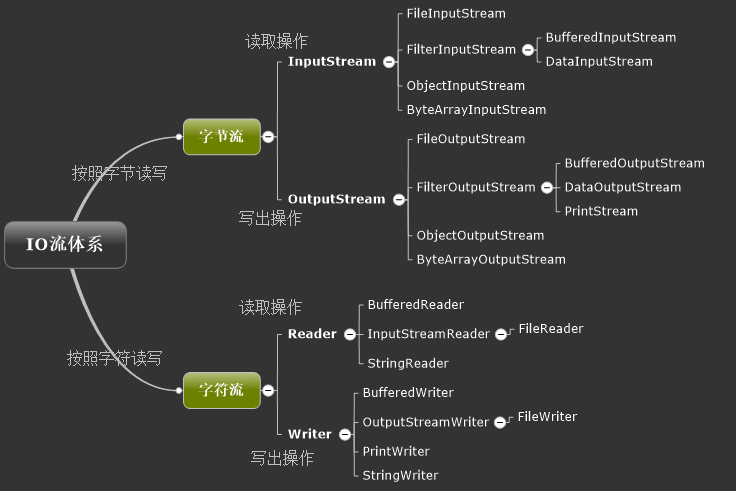 IO流体系
按照字节读写
字节流
读取操作
InputStream
FileInputStream
FilterInputStream
BufferedInputStream
DataInputStream
ObjectInputStream
ByteArrayInputStream
写出操作
OutputStream
FileOutputStream
FilterOutputStream
BufferedOutputStream
DataOutputStream
PrintStream
ObjectOutputStream
ByteArrayOutputStream
按照字符读写
字符流
读取操作
Reader
BufferedReader
InputStreamReader
FileReader
StringReader
写出操作
Writer
BufferedWriter
OutputStreamWriter
FileWriter
PrintWriter
StringWriter